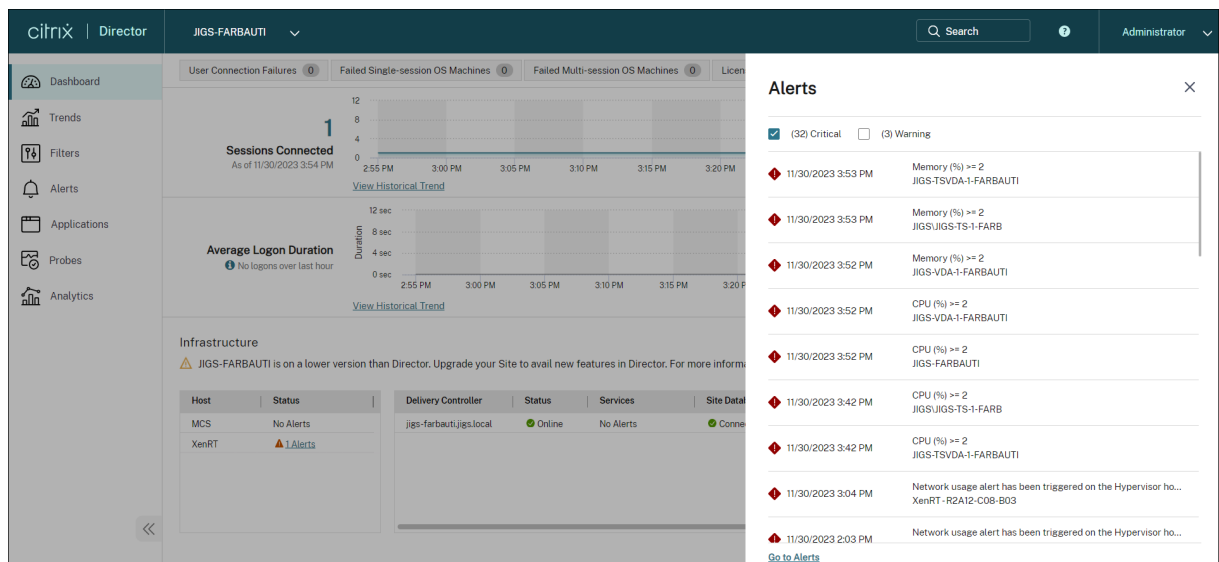 citrix | Director
JIGS-FARBAUTI
Search
?
Administrator
Dashboard
Trends
Filters
Alerts
Applications
Probes
Analytics
User Connection Failures 0
Failed Single-session OS Machines 0
Failed Multi-session OS Machines 0
1
Sessions Connected
As of 11/30/2023 3:54 PM
12
8
4
0
2:55 PM 3:00 PM 3:05 PM 3:10 PM 3:15 PM 3:20 PM
View Historical Trend
Average Logon Duration
No logons over last hour
Duration
12 sec
8 sec
4 sec
0 sec
2:55 PM 3:00 PM 3:05 PM 3:10 PM 3:15 PM 3:20 P
View Historical Trend
Infrastructure
JIGS-FARBAUTI is on a lower version than Director. Upgrade your Site to avail new features in Director. For more informa
Host Status
MCS No Alerts
XenRT 1 Alerts
Delivery Controller Status Services Site Data
jigs-farbauti.jigs.local Online No Alerts Conne
Alerts
(32) Critical (3) Warning
11/30/2023 3:53 PM Memory (%) >= 2
JIGS-TSVDA-1-FARBAUTI
11/30/2023 3:53 PM Memory (%) >= 2
JIGS\JIGS-TS-1-FARB
11/30/2023 3:52 PM Memory (%) >= 2
JIGS-VDA-1-FARBAUTI
11/30/2023 3:52 PM CPU (%) >= 2
JIGS-VDA-1-FARBAUTI
11/30/2023 3:52 PM CPU (%) >= 2
JIGS-FARBAUTI
11/30/2023 3:42 PM CPU (%) >= 2
JIGS\JIGS-TS-1-FARB
11/30/2023 3:42 PM CPU (%) >= 2
JIGS-TSVDA-1-FARBAUTI
11/30/2023 3:04 PM Network usage alert has been triggered on the Hypervisor ho...
XenRT - R2A12-C08-B03
11/30/2023 2:03 PM Network usage alert has been triggered on the Hypervisor ho...
Go to Alerts